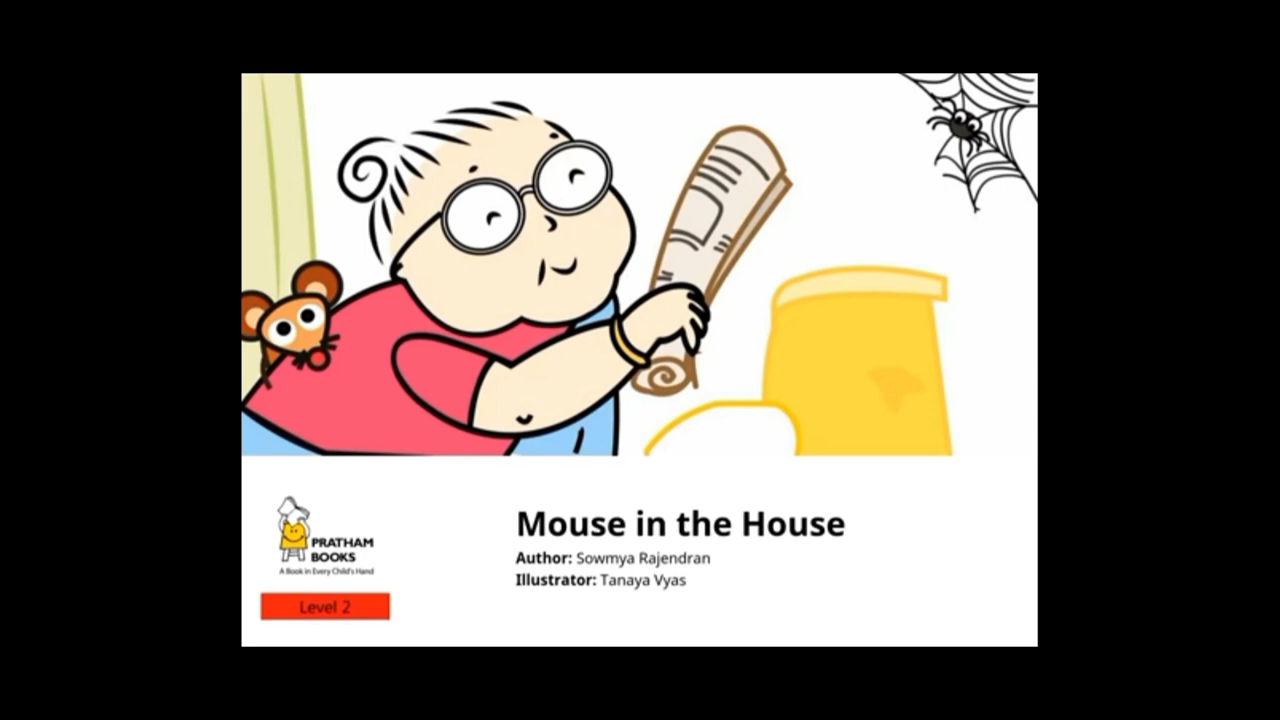 PRATHAM
BOOKS
A Book in Every Child's Hand
Level 2
Mouse in the House
Author: Sowmya Rajendran
Illustrator: Tanaya Vyas